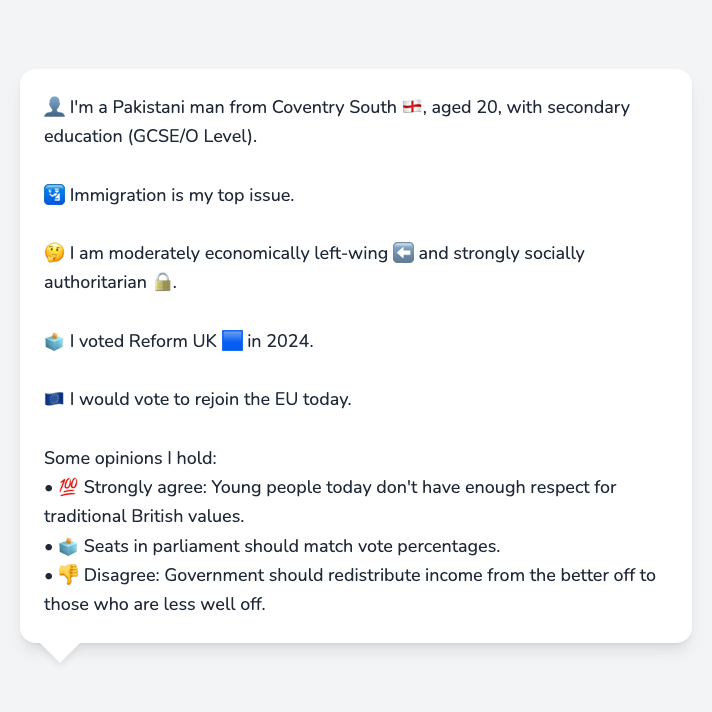 👤 I'm a Pakistani man from Coventry South 🏴󠁧󠁢󠁥󠁮󠁧󠁿, aged 20, with secondary
education (GCSE/O Level).
🛂 Immigration is my top issue.
🤔 I am moderately economically left-wing ⬅️ and strongly socially
authoritarian 🔒.
🗳️ I voted Reform UK 🟦 in 2024.
🇪🇺 I would vote to rejoin the EU today.
Some opinions I hold:
• 💯 Strongly agree: Young people today don't have enough respect for
traditional British values.
• 🗳️ Seats in parliament should match vote percentages.
• 👎 Disagree: Government should redistribute income from the better off to
those who are less well off.